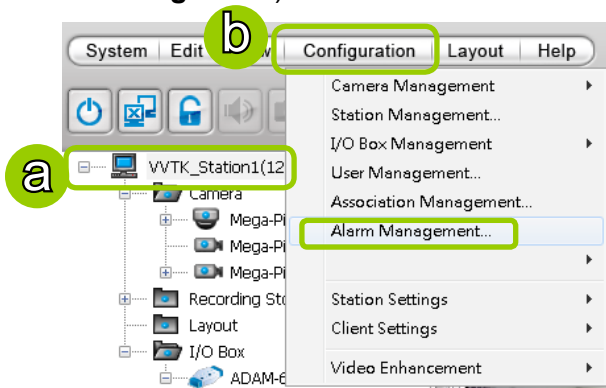 b
System Edit Configuration Layout Help
Camera Management
Station Management...
I/O Box Management
User Management...
Association Management...
Alarm Management...
Station Settings
Client Settings
Video Enhancement
a
VVTK_Station1(12
Camera
Mega-Pi
Mega-Pi
Mega-Pi
Recording Sto
Layout
I/O Box
ADAM-6